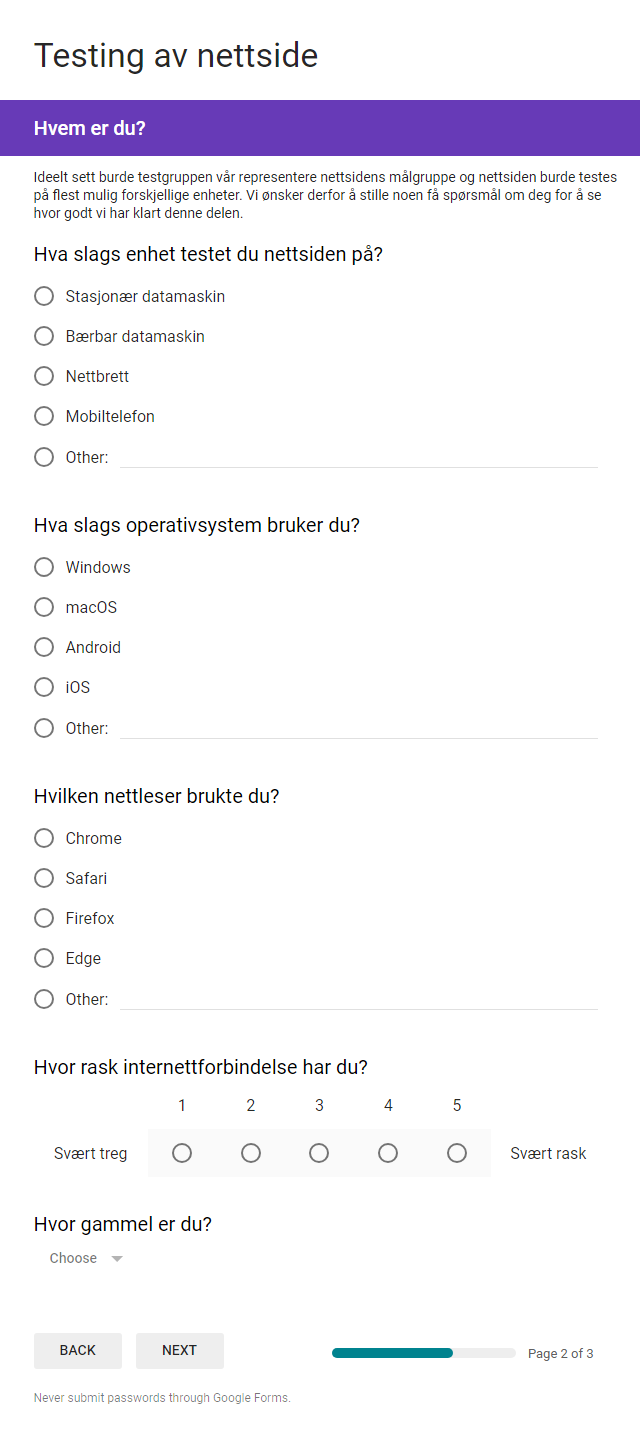 Testing av nettside
Hvem er du?
Ideelt sett burde testgruppen vår representere nettsidens målgruppe og nettsiden burde testes
på flest mulig forskjellige enheter. Vi ønsker derfor å stille noen få spørsmål om deg for å se
hvor godt vi har klart denne delen.
Hva slags enhet testet du nettsiden på?
Stasjonær datamaskin
Bærbar datamaskin
Nettbrett
Mobiltelefon
Other:
Hva slags operativsystem bruker du?
Windows
macOS
Android
iOS
Other:
Hvilken nettleser brukte du?
Chrome
Safari
Firefox
Edge
Other:
Hvor rask internettforbindelse har du?
1 2 3 4 5
Svært treg Svært rask
Hvor gammel er du?
Choose
BACK NEXT Page 2 of 3
Never submit passwords through Google Forms.